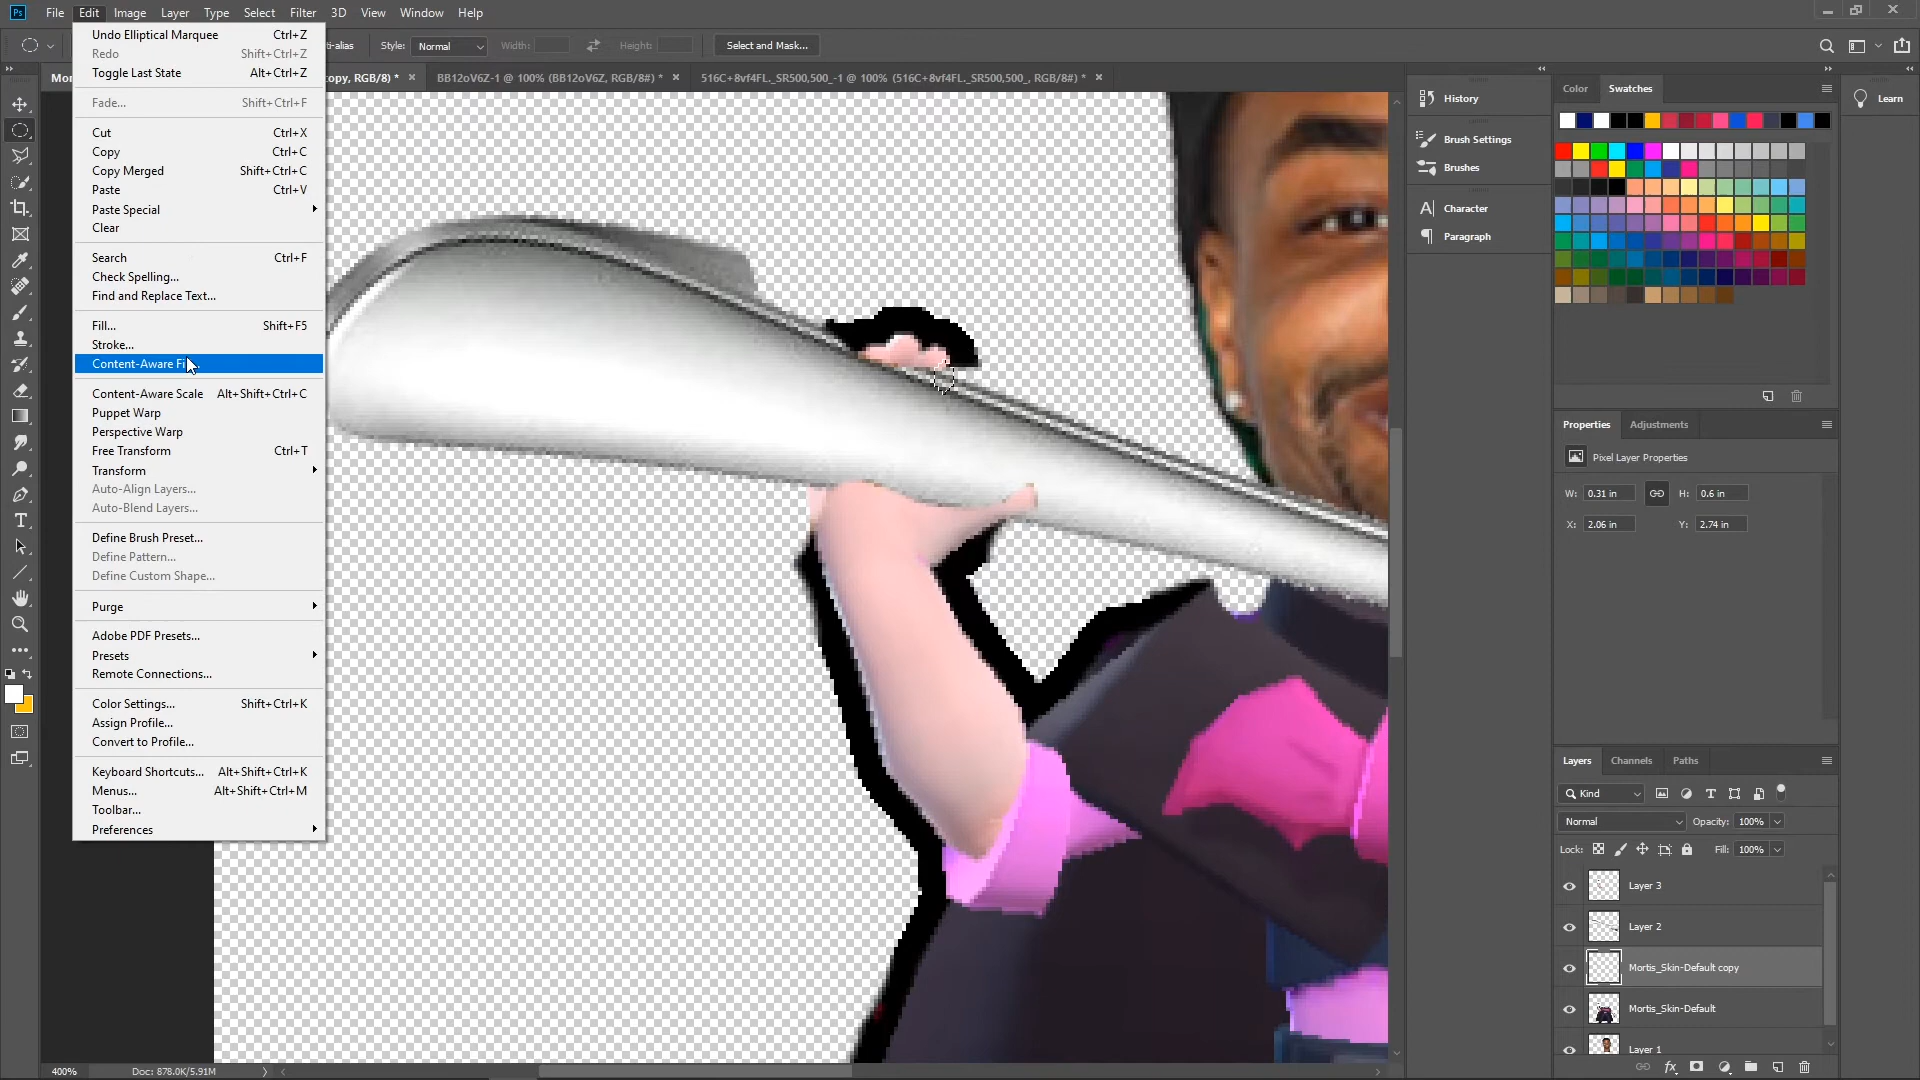 Ps File Edit Image Layer Type Select Filter 3D View Window Help
ti-alias Style: Normal Width: Height: Select and Mask...
Mor
copy, RGB/8) * × BB12oV6Z-1 @ 100% (BB12oV6Z, RGB/8#) * × 516C+8vf4FL._SR500,500_-1 @ 100% (516C+8vf4FL._SR500,500_, RGB/8#) * ×
Undo Elliptical Marquee Ctrl+Z
Redo Shift+Ctrl+Z
Toggle Last State Alt+Ctrl+Z
Fade... Shift+Ctrl+F
Cut Ctrl+X
Copy Ctrl+C
Copy Merged Shift+Ctrl+C
Paste Ctrl+V
Paste Special
Clear
Search Ctrl+F
Check Spelling...
Find and Replace Text...
Fill... Shift+F5
Stroke...
Content-Aware Fi
Content-Aware Scale Alt+Shift+Ctrl+C
Puppet Warp
Perspective Warp
Free Transform Ctrl+T
Transform
Auto-Align Layers...
Auto-Blend Layers...
Define Brush Preset...
Define Pattern...
Define Custom Shape...
Purge
Adobe PDF Presets...
Presets
Remote Connections...
Color Settings... Shift+Ctrl+K
Assign Profile...
Convert to Profile...
Keyboard Shortcuts... Alt+Shift+Ctrl+K
Menus... Alt+Shift+Ctrl+M
Toolbar...
Preferences
400% Doc: 878.0K/5.91M
History
Brush Settings
Brushes
Character
Paragraph
Color Swatches
Learn
Properties Adjustments
Pixel Layer Properties
W: 0.31 in H: 0.6 in
X: 2.06 in Y: 2.74 in
Layers Channels Paths
Kind
Normal Opacity: 100%
Lock: Fill: 100%
Layer 3
Layer 2
Mortis_Skin-Default copy
Mortis_Skin-Default
Layer 1